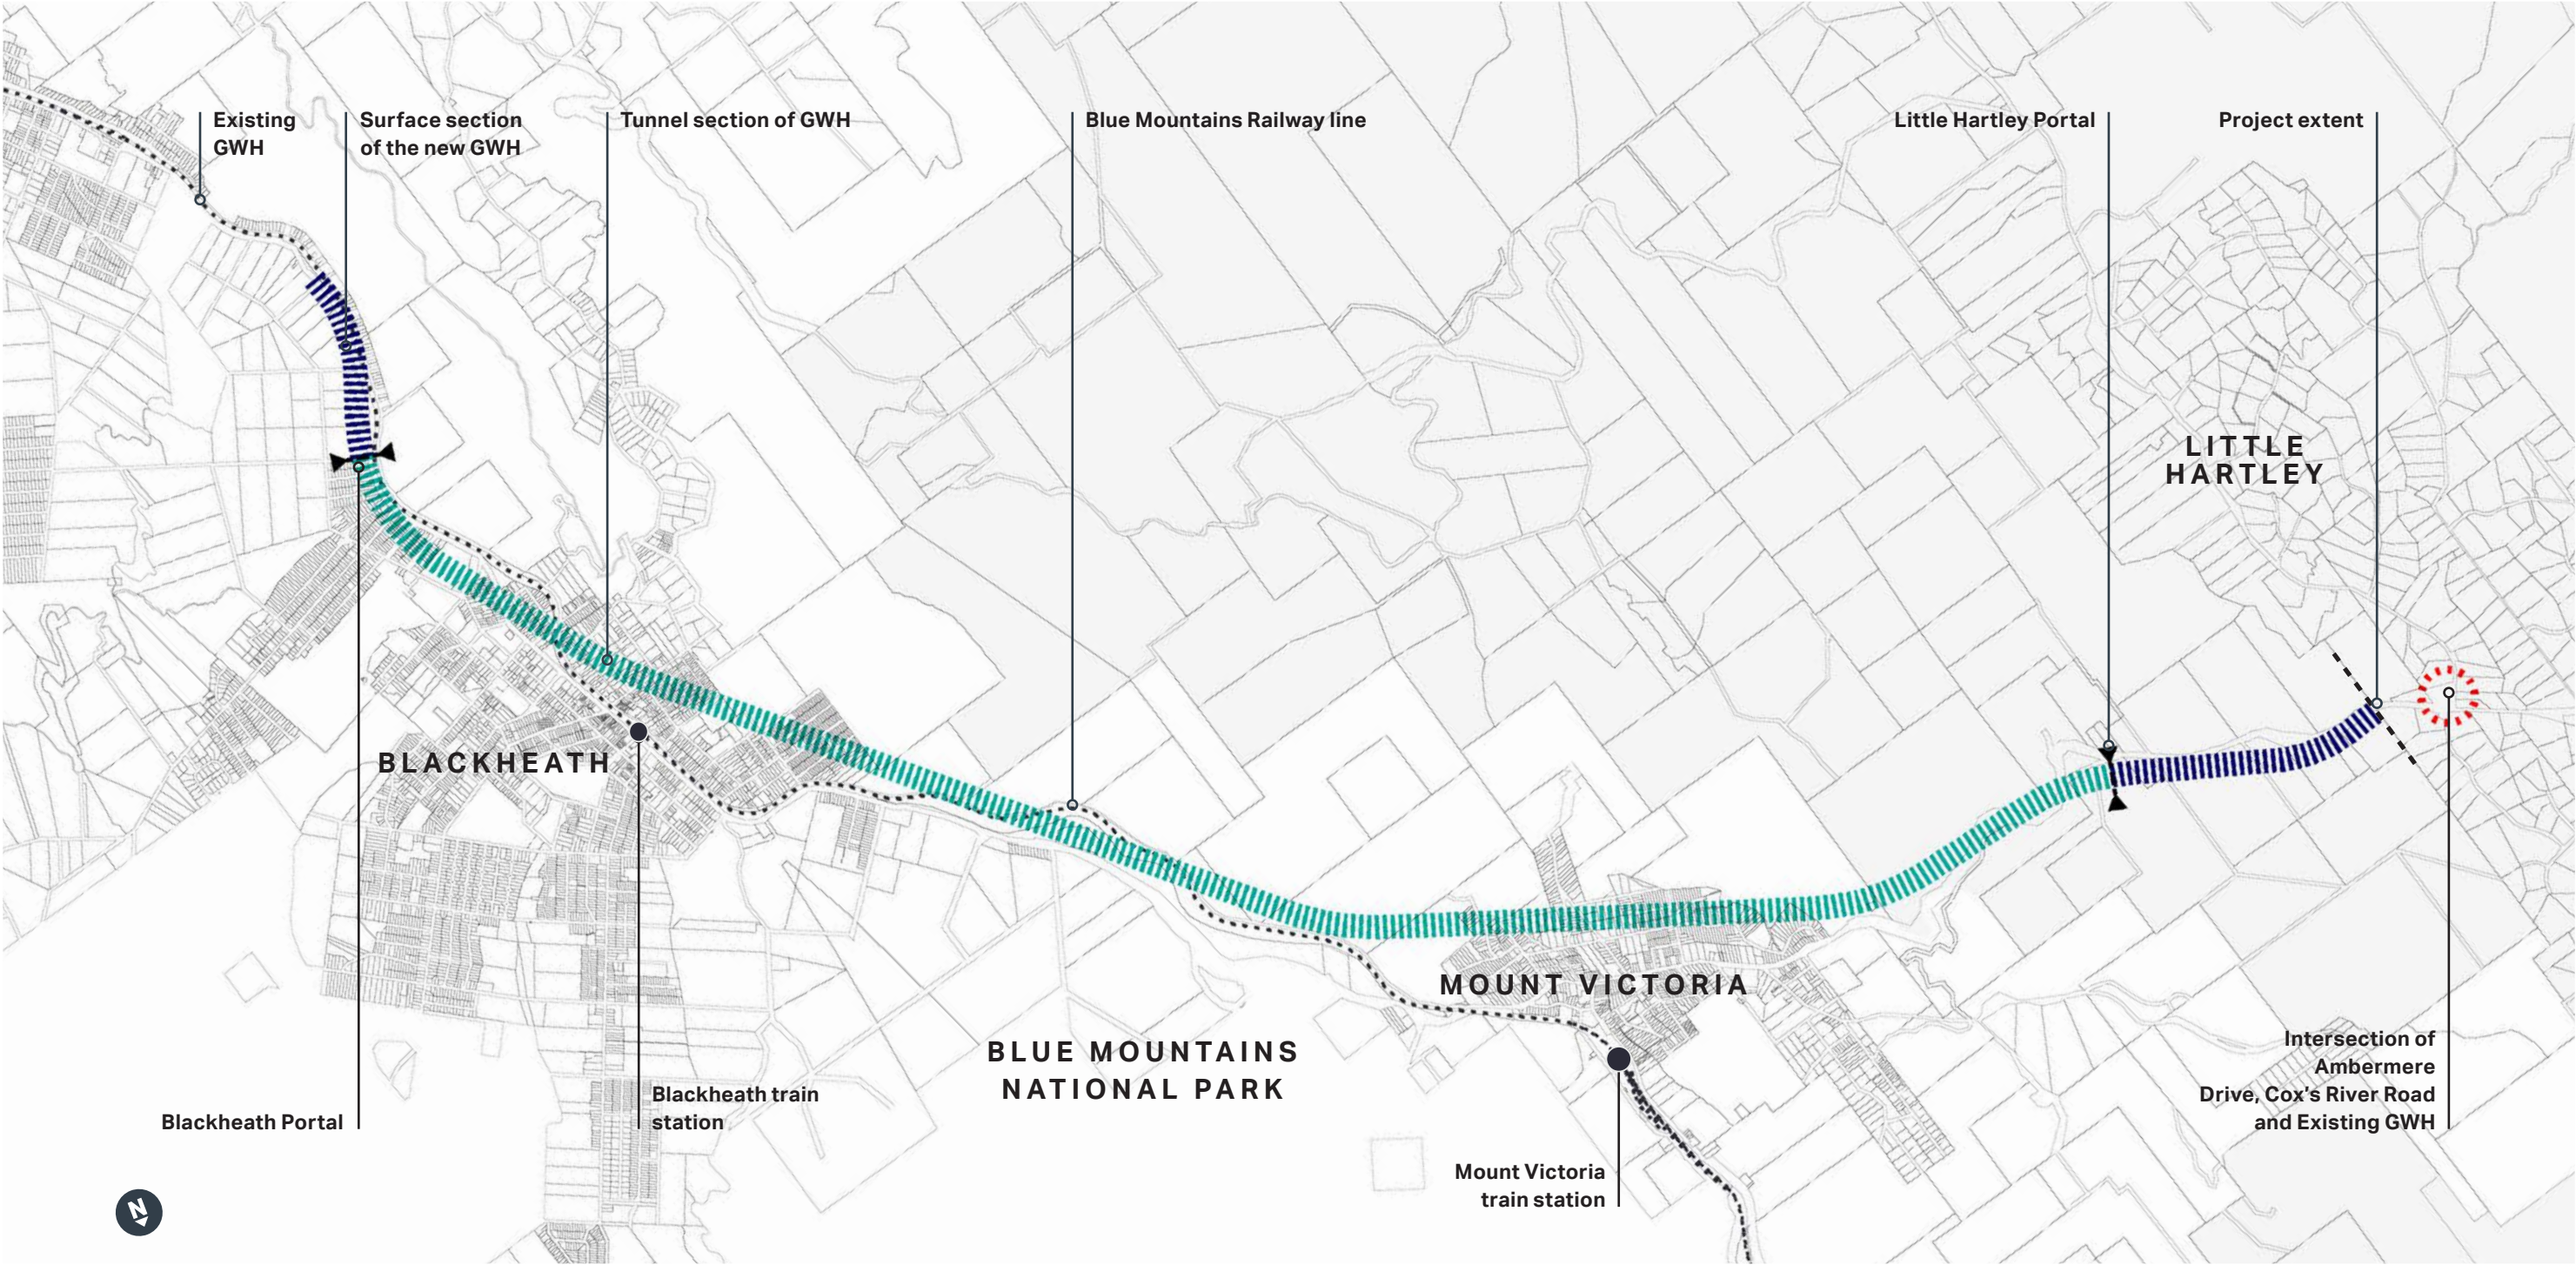 Existing
GWH
Surface section
of the new GWH
Tunnel section of GWH
Blue Mountains Railway line
Little Hartley Portal
Project extent
LITTLE
HARTLEY
BLACKHEATH
MOUNT VICTORIA
BLUE MOUNTAINS
NATIONAL PARK
Blackheath Portal
Blackheath train
station
Mount Victoria
train station
Intersection of
Ambermere
Drive, Cox's River Road
and Existing GWH
N